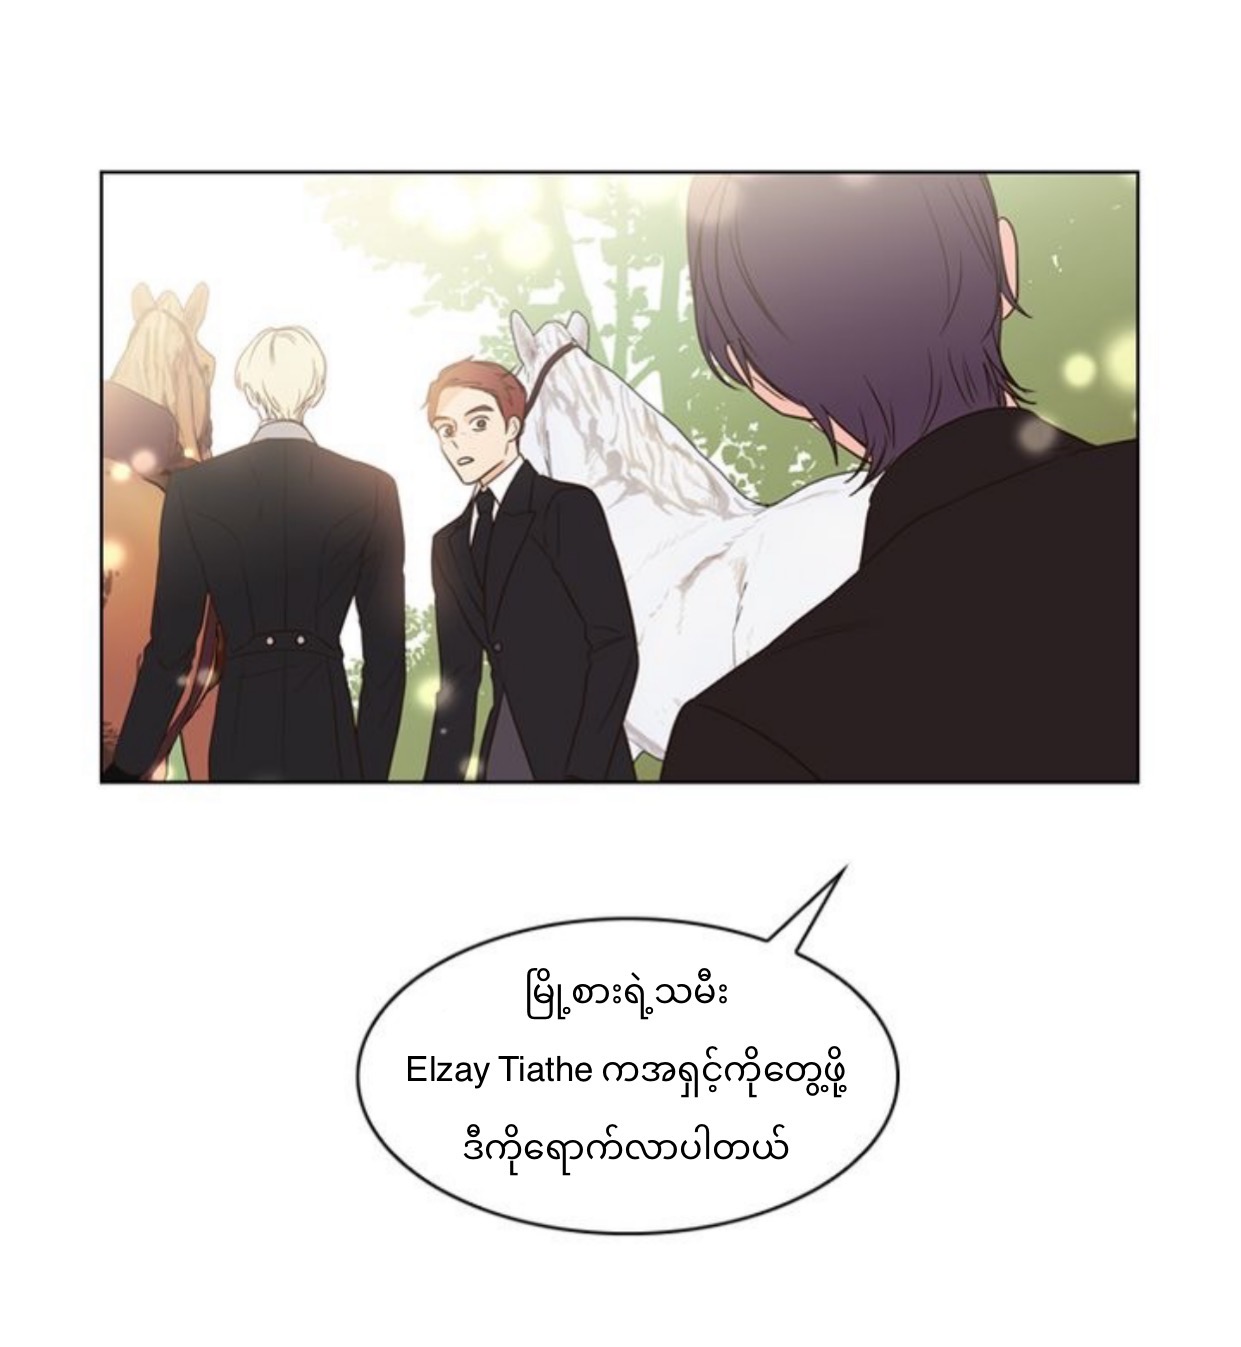 မြို့စားရဲ့သမီး
Elzay Tiathe ကအရှင့်ကိုတွေ့ဖို့
ဒီကိုရောက်လာပါတယ်